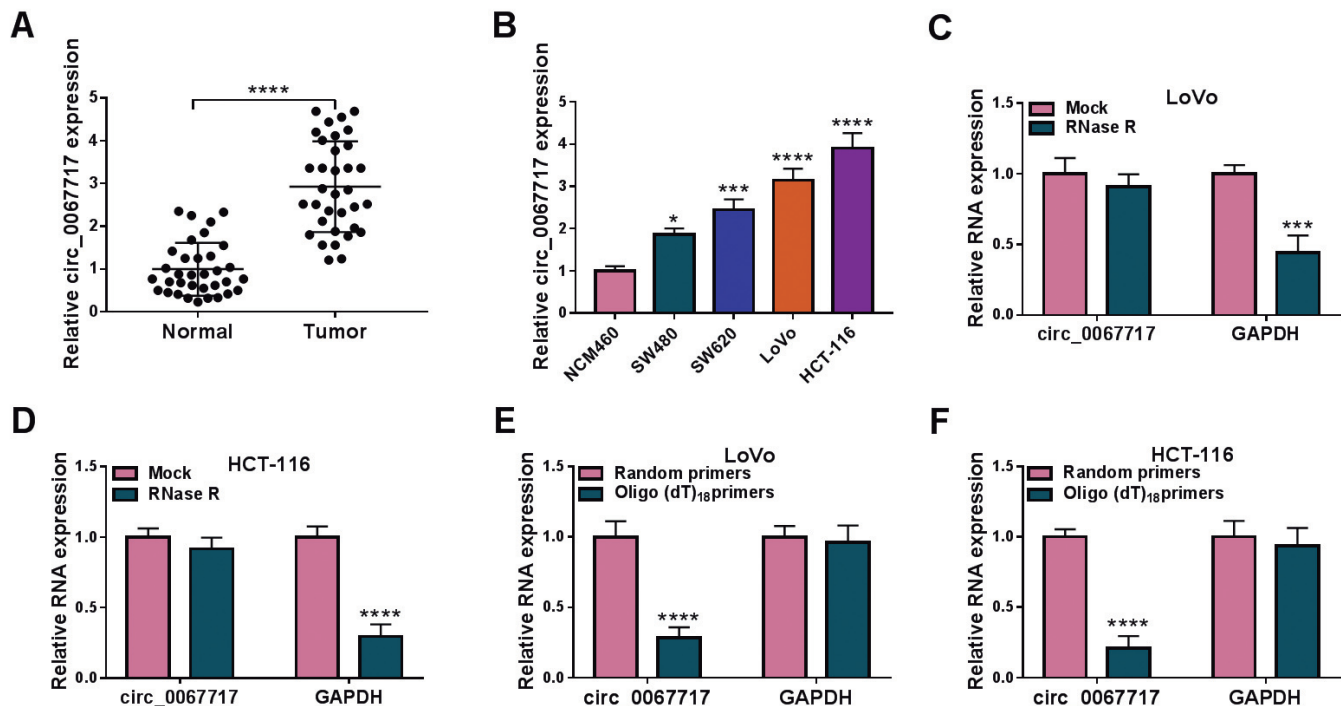 A
Relative circ_0067717 expression
5
4
3
2
1
0
****
Normal
Tumor
B
Relative circ_0067717 expression
5
4
3
2
1
0
*
***
****
****
NCM460
SW480
SW620
LoVo
HCT-116
C
LoVo
Relative RNA expression
1.5
1.0
0.5
0.0
Mock
RNase R
***
circ_0067717
GAPDH
D
HCT-116
Relative RNA expression
1.5
1.0
0.5
0.0
Mock
RNase R
****
circ_0067717
GAPDH
E
LoVo
Relative RNA expression
1.5
1.0
0.5
0.0
Random primers
Oligo (dT)₁₈primers
****
circ_0067717
GAPDH
F
HCT-116
Relative RNA expression
1.5
1.0
0.5
0.0
Random primers
Oligo (dT)₁₈primers
****
circ_0067717
GAPDH